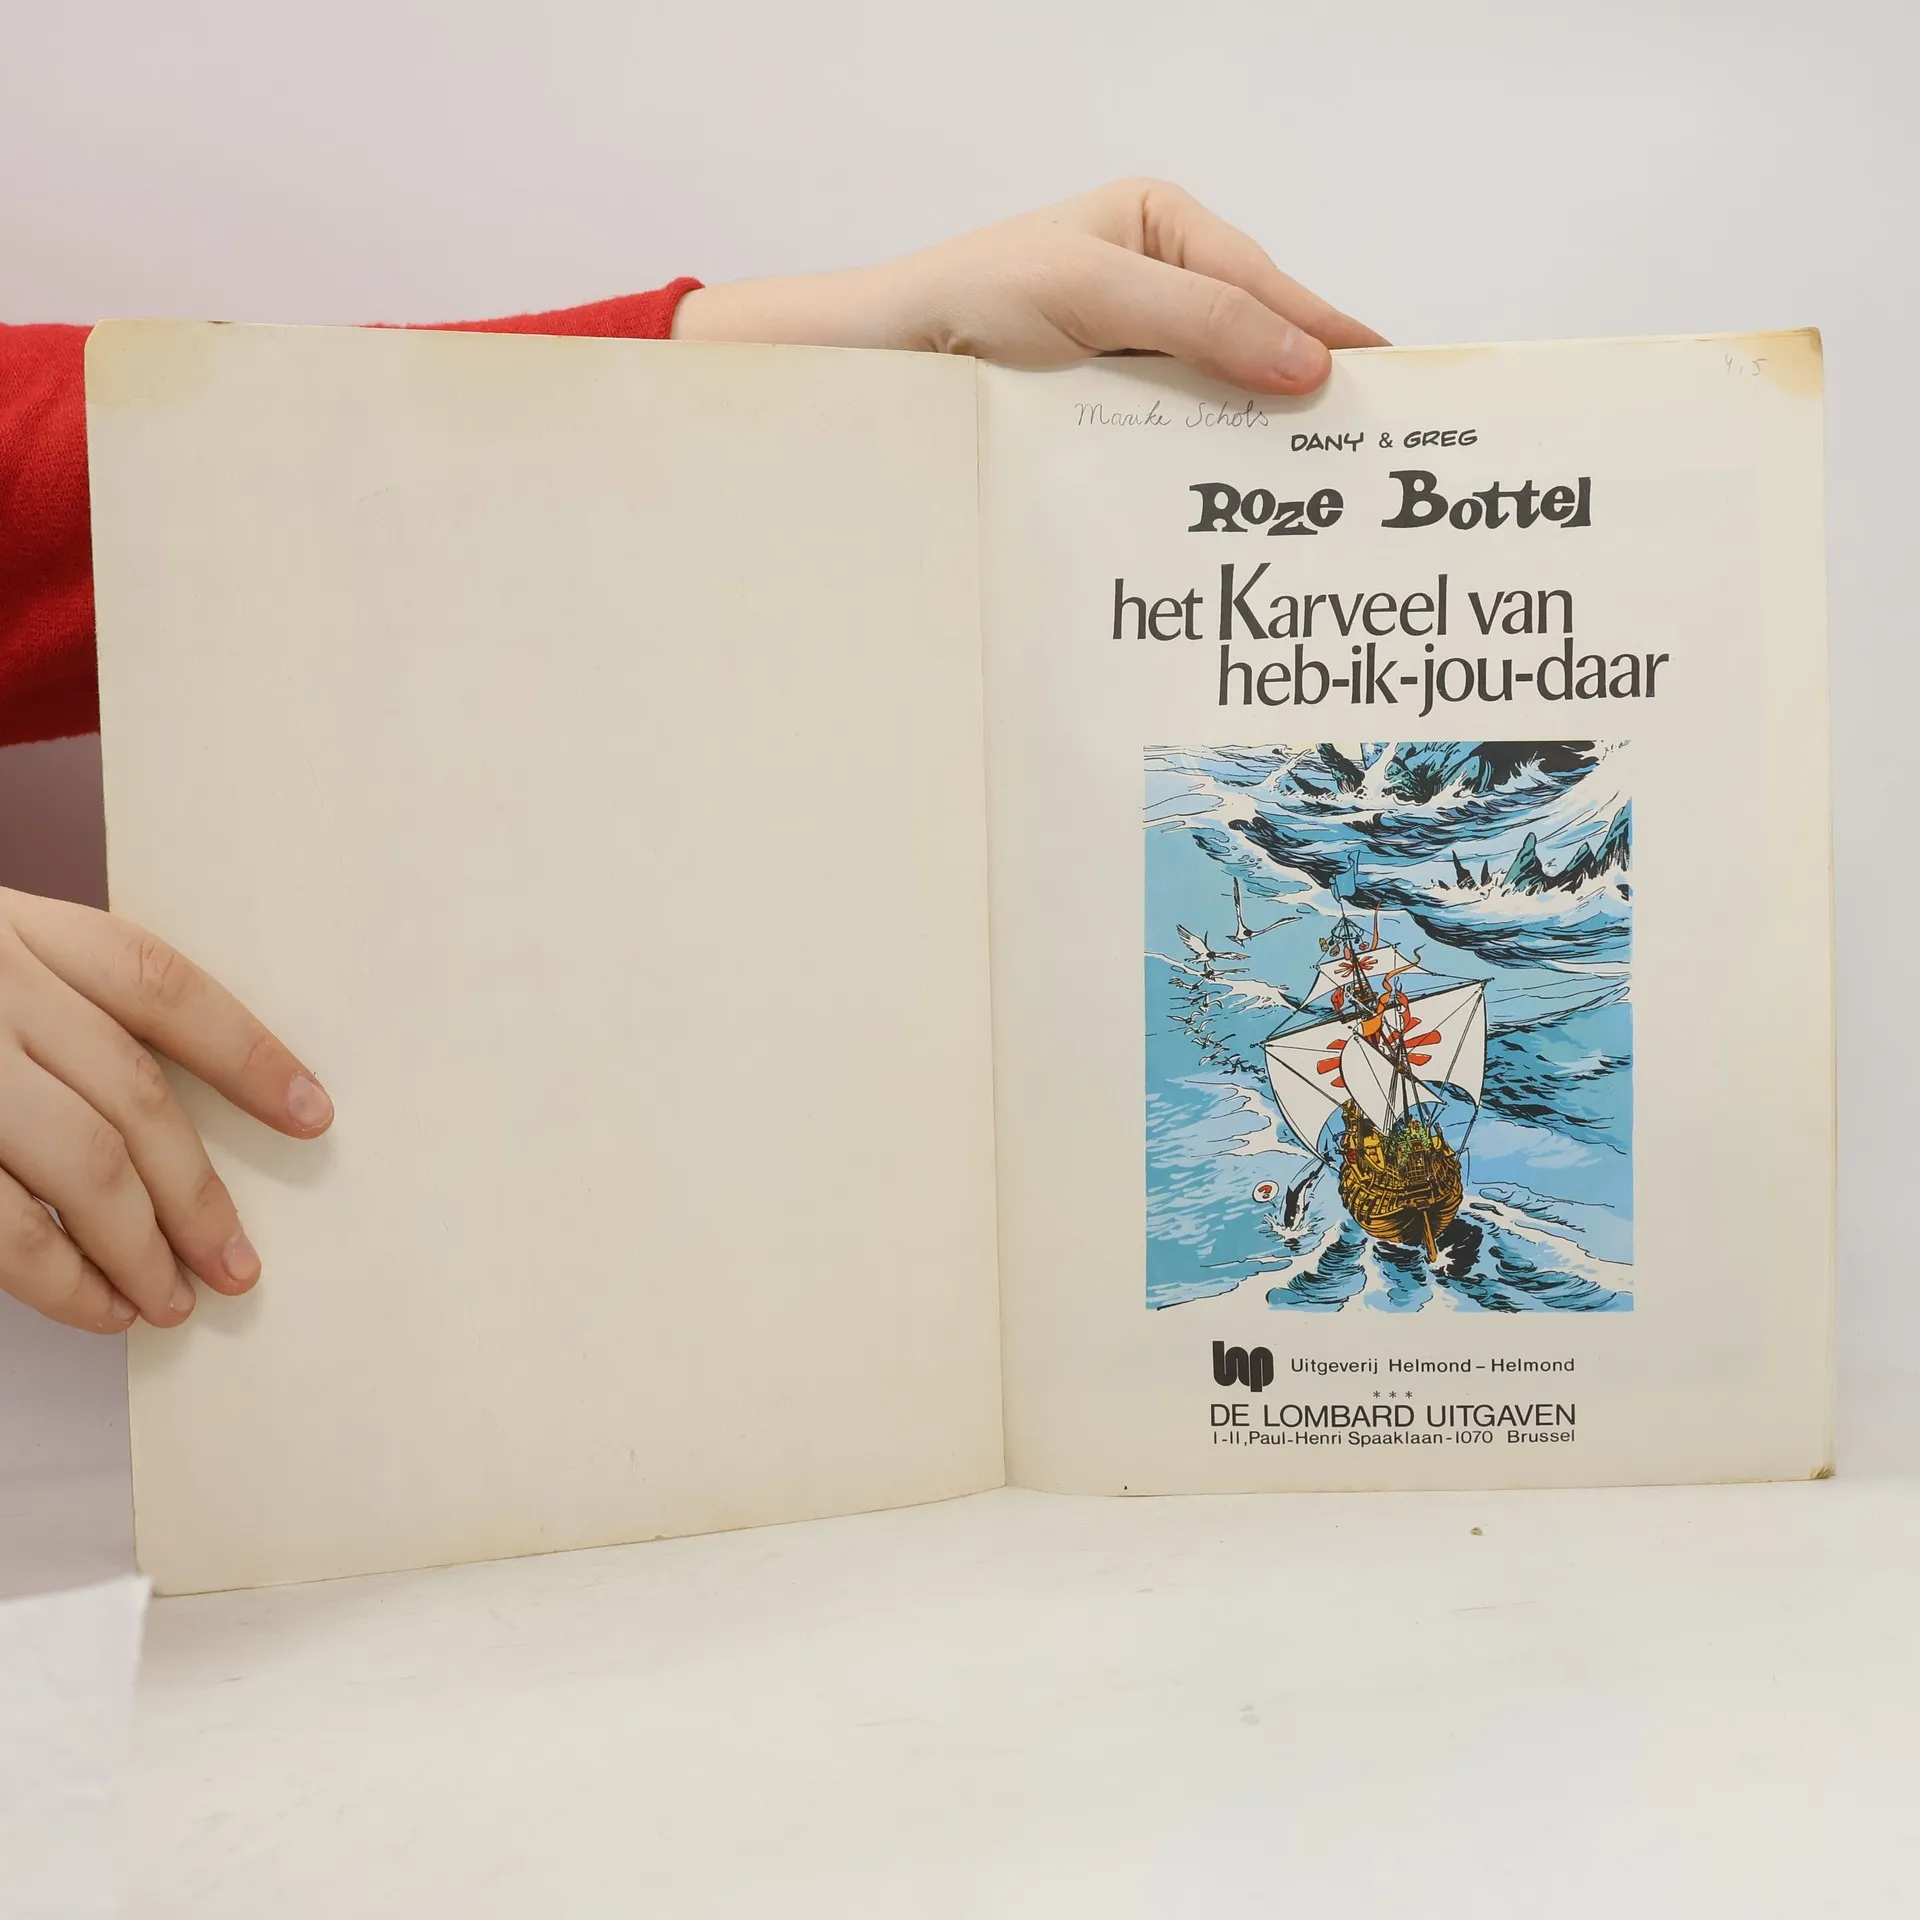 4,5
Marike Schols
DANY & GREG
Roze Bottel
het Karveel van
heb-ik-jou-daar
?
Uitgeverij Helmond – Helmond
* * *
DE LOMBARD UITGAVEN
1-11, Paul-Henri Spaaklaan-1070 Brussel